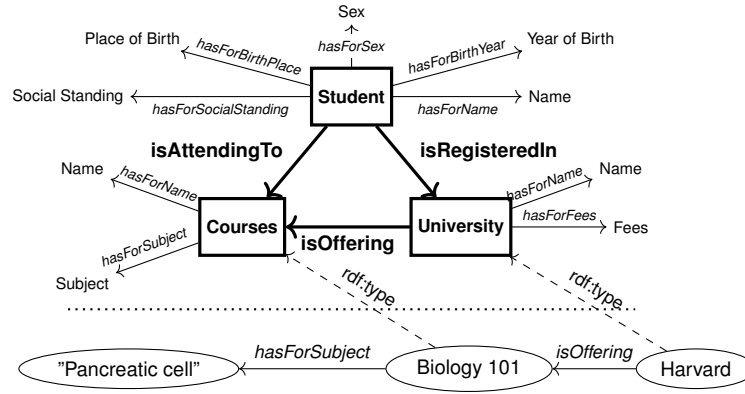 Sex
hasForSex
Place of Birth
hasForBirthPlace
hasForBirthYear
Year of Birth
Student
Social Standing
hasForSocialStanding
hasForName
Name
isAttendingTo
isRegisteredIn
Name
hasForName
hasForName
Name
Courses
isOffering
University
hasForFees
Fees
hasForSubject
Subject
rdf:type
rdf:type
"Pancreatic cell"
hasForSubject
Biology 101
isOffering
Harvard